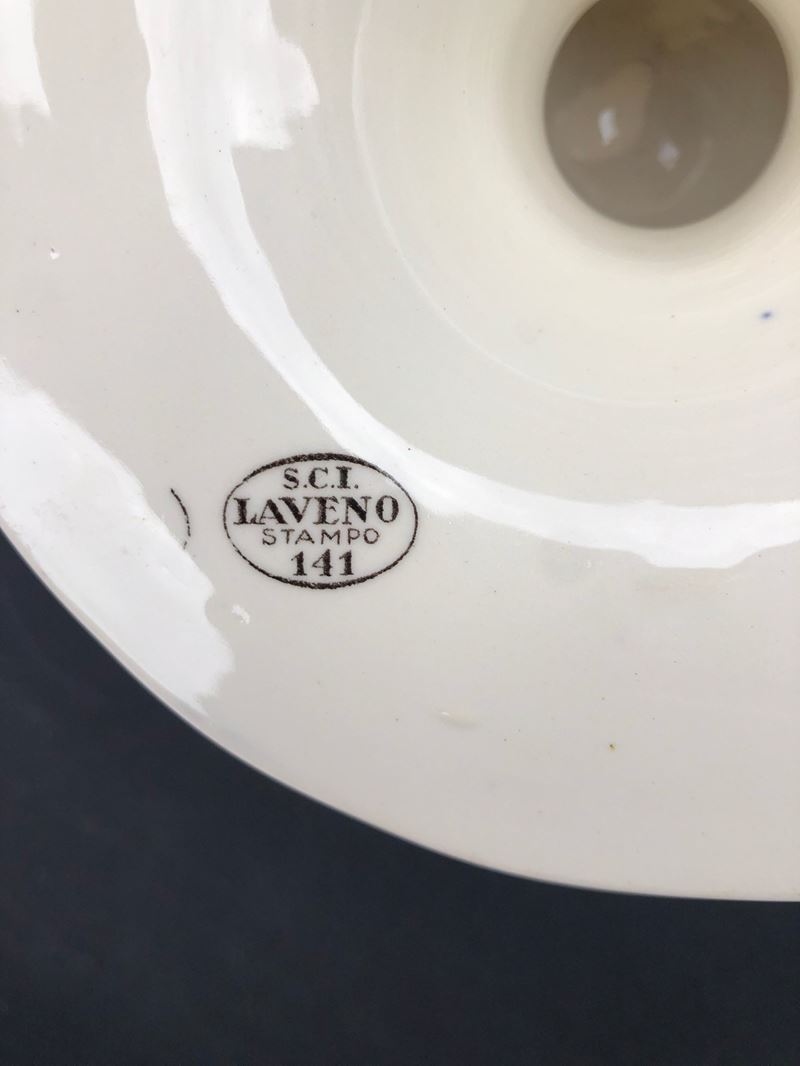 S.C.I.
LAVENO
STAMPO
141